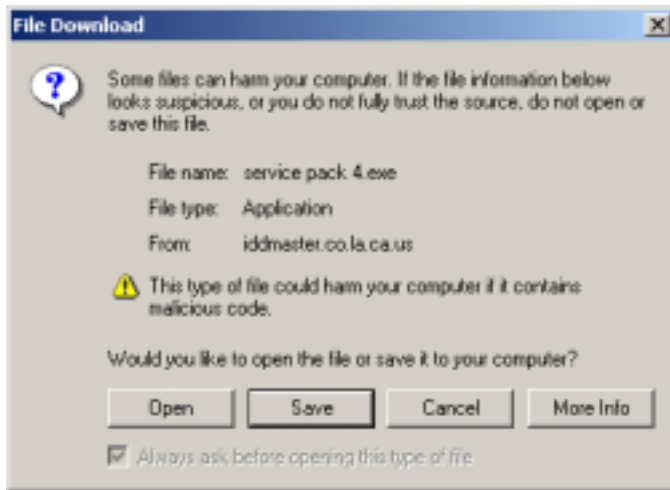 File Download
Some files can harm your computer. If the file information below
looks suspicious, or you do not fully trust the source, do not open or
save this file.
File name: service pack 4.exe
File type: Application
From: iddmaster.co.la.ca.us
This type of file could harm your computer if it contains
malicious code.
Would you like to open the file or save it to your computer?
Open Save Cancel More Info
Always ask before opening this type of file